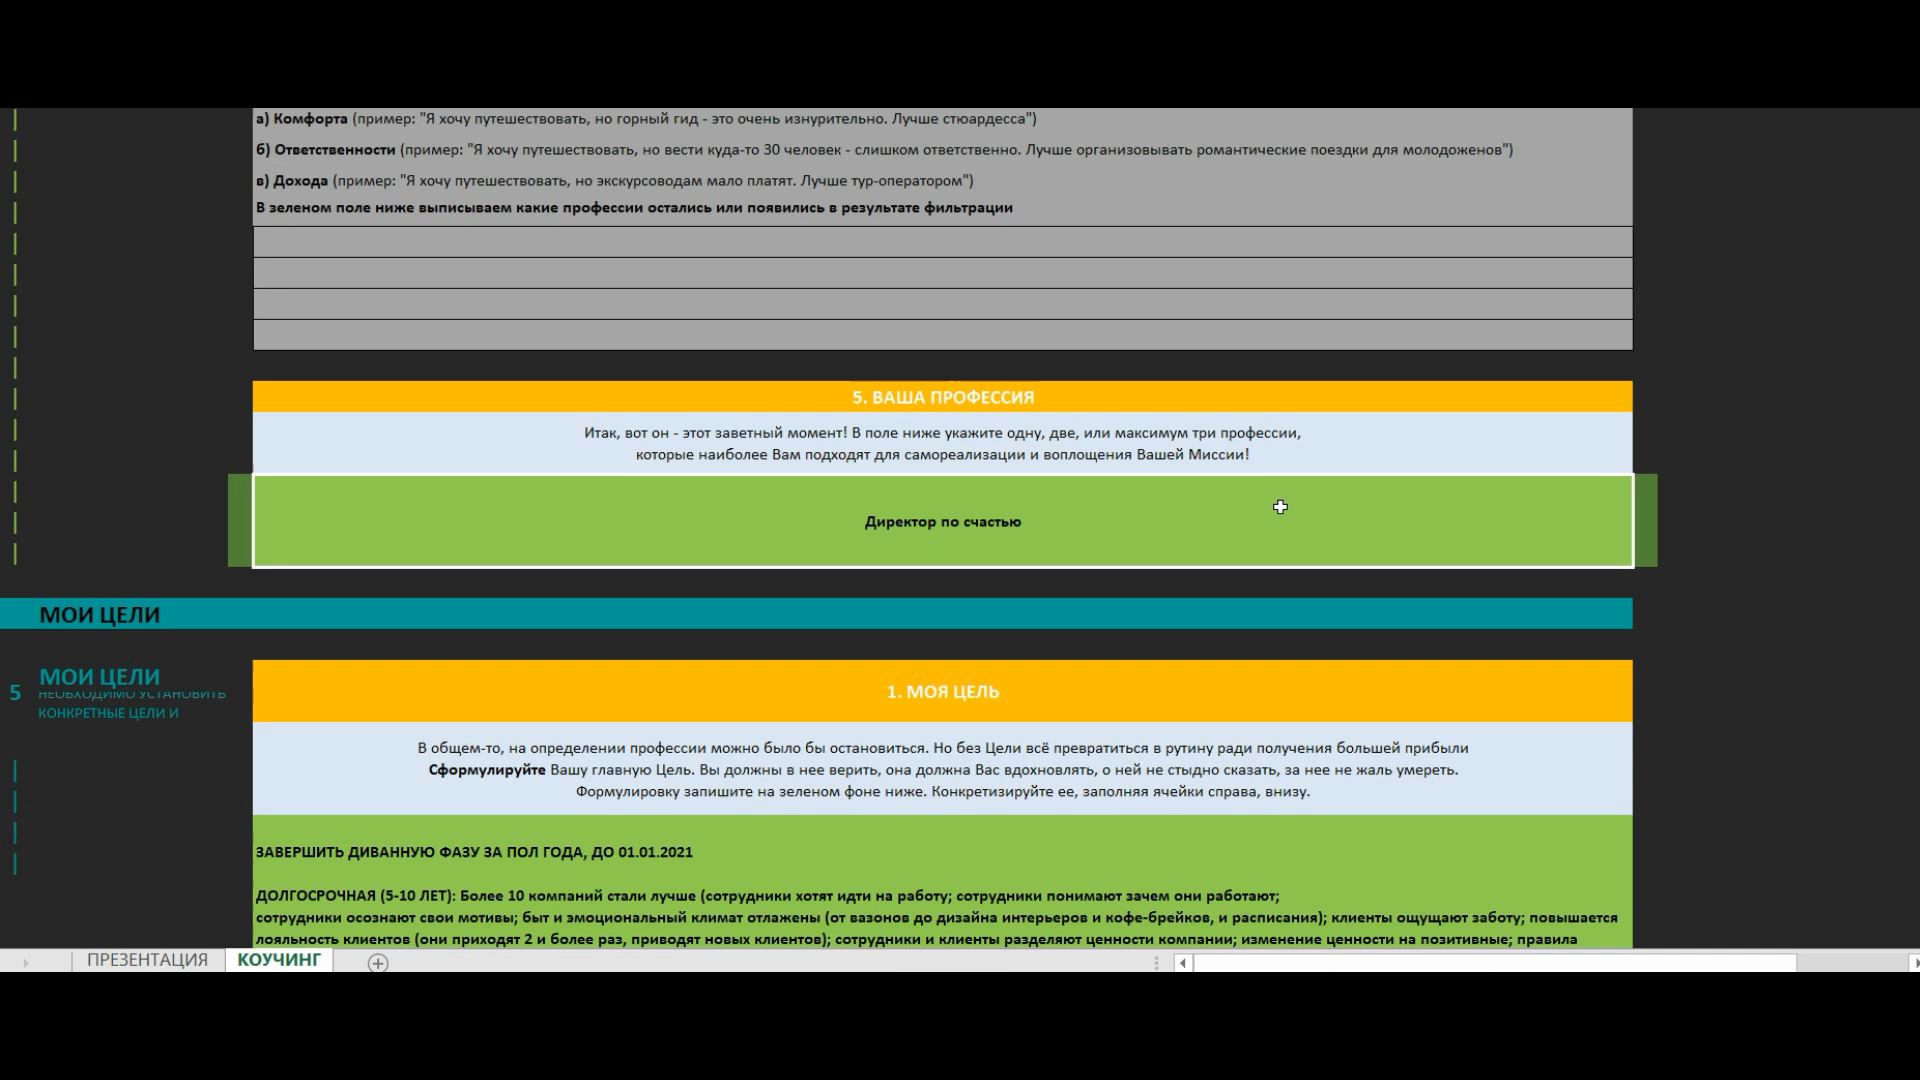 а) Комфорта (пример: "Я хочу путешествовать, но горный гид - это очень изнурительно. Лучше стюардесса")
б) Ответственности (пример: "Я хочу путешествовать, но вести куда-то 30 человек - слишком ответственно. Лучше организовывать романтические поездки для молодоженов")
в) Дохода (пример: "Я хочу путешествовать, но экскурсоводам мало платят. Лучше тур-оператором")
В зеленом поле ниже выписываем какие профессии остались или появились в результате фильтрации
5. ВАША ПРОФЕССИЯ
Итак, вот он - этот заветный момент! В поле ниже укажите одну, две, или максимум три профессии,
которые наиболее Вам подходят для самореализации и воплощения Вашей Миссии!
Директор по счастью
МОИ ЦЕЛИ
5 МОИ ЦЕЛИ
НЕОБХОДИМО УСТАНОВИТЬ
КОНКРЕТНЫЕ ЦЕЛИ И
1. МОЯ ЦЕЛЬ
В общем-то, на определении профессии можно было бы остановиться. Но без Цели всё превратиться в рутину ради получения большей прибыли
Сформулируйте Вашу главную Цель. Вы должны в нее верить, она должна Вас вдохновлять, о ней не стыдно сказать, за нее не жаль умереть.
Формулировку запишите на зеленом фоне ниже. Конкретизируйте ее, заполняя ячейки справа, внизу.
ЗАВЕРШИТЬ ДИВАННУЮ ФАЗУ ЗА ПОЛ ГОДА, ДО 01.01.2021
ДОЛГОСРОЧНАЯ (5-10 ЛЕТ): Более 10 компаний стали лучше (сотрудники хотят идти на работу; сотрудники понимают зачем они работают;
сотрудники осознают свои мотивы; быт и эмоциональный климат отлажены (от вазонов до дизайна интерьеров и кофе-брейков, и расписания); клиенты ощущают заботу; повышается
лояльность клиентов (они приходят 2 и более раз, приводят новых клиентов); сотрудники и клиенты разделяют ценности компании; изменение ценности на позитивные; правила
ПРЕЗЕНТАЦИЯ
КОУЧИНГ